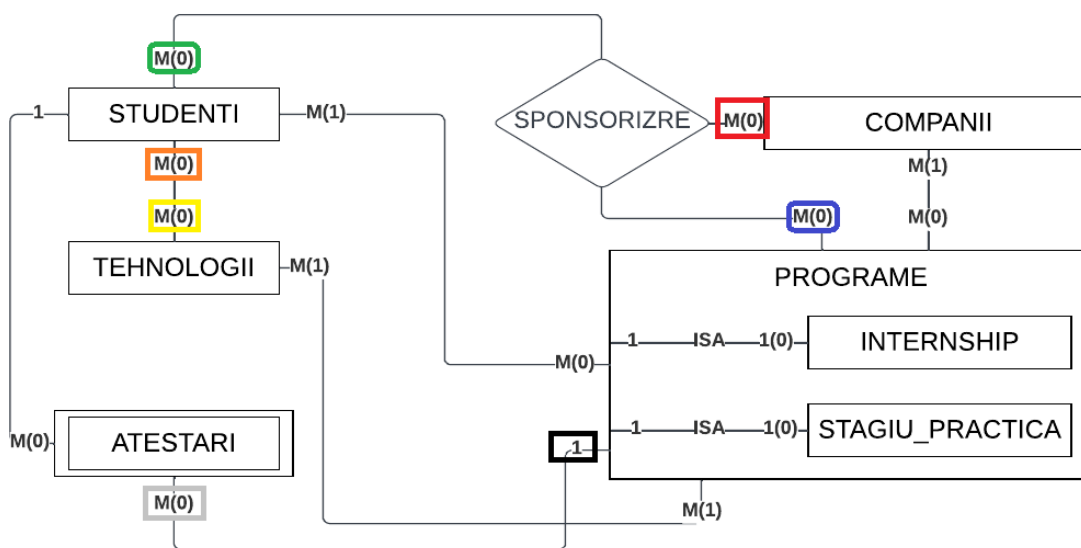 M(0)
STUDENTI
1
M(1)
SPONSORIZRE
M(0)
COMPANII
M(0)
M(1)
M(0)
M(0)
M(0)
TEHNOLOGII
M(1)
PROGRAME
1
ISA
1(0)
INTERNSHIP
M(0)
1
ISA
1(0)
STAGIU_PRACTICA
M(0)
ATESTARI
1
M(0)
M(1)